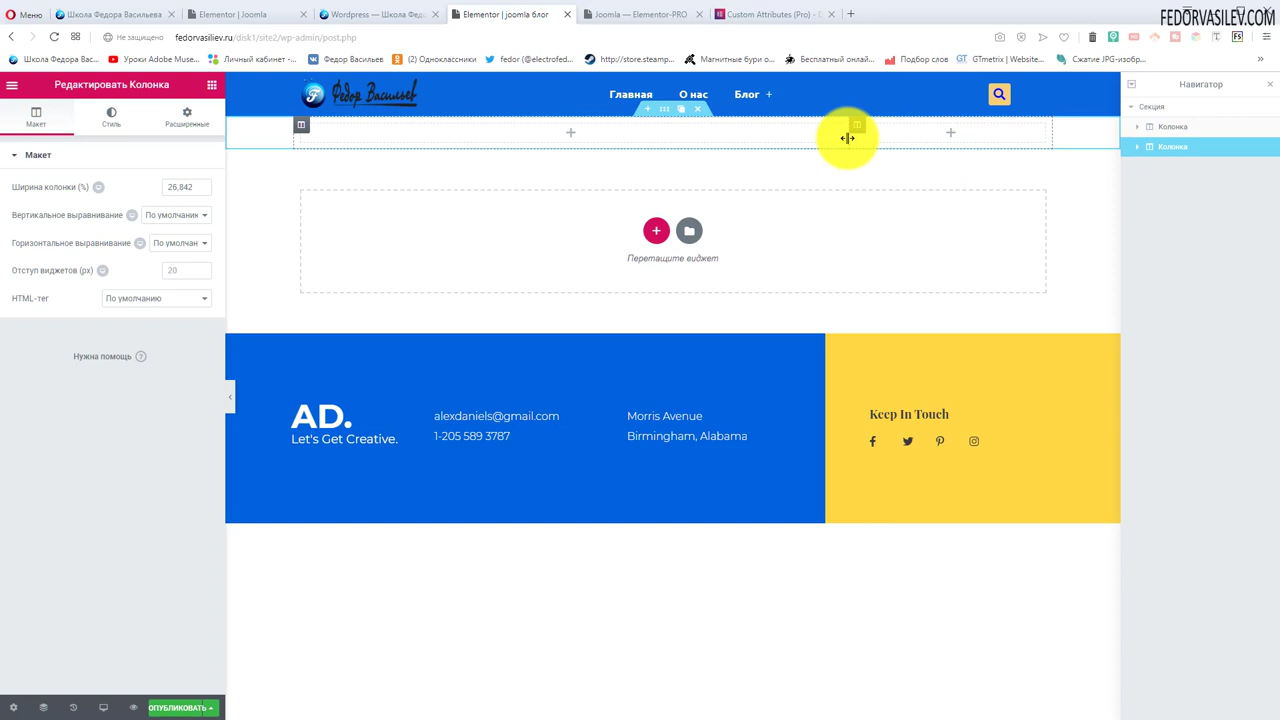 Меню
Школа Федора Васильева
Elementor | Joomla
Wordpress — Школа Фед
Elementor | joomla блог
Joomla — Elementor-PRO
Custom Attributes (Pro) - D
FEDORVASILEV.COM
Не защищено
fedorvasiliev.ru/disk1/site2/wp-admin/post.php
Школа Федора Вас...
Уроки Adobe Muse...
Личный кабинет -...
Федор Васильев
(2) Одноклассники
fedor (@electrofed...
http://store.steamp...
Магнитные бури о...
Бесплатный онлай...
Подбор слов
GTmetrix | Website...
Сжатие JPG-изобр...
Редактировать Колонка
Макет
Стиль
Расширенные
Макет
Ширина колонки (%)
26,842
Вертикальное выравнивание
По умолчанию
Горизонтальное выравнивание
По умолчан
Отступ виджетов (px)
20
HTML-тег
По умолчанию
Нужна помощь
ОПУБЛИКОВАТЬ
Федор Васильев
Главная
О нас
Блог +
Перетащите виджет
AD.
Let's Get Creative.
alexdaniels@gmail.com
1-205 589 3787
Morris Avenue
Birmingham, Alabama
Keep In Touch
Навигатор
Секция
Колонка
Колонка